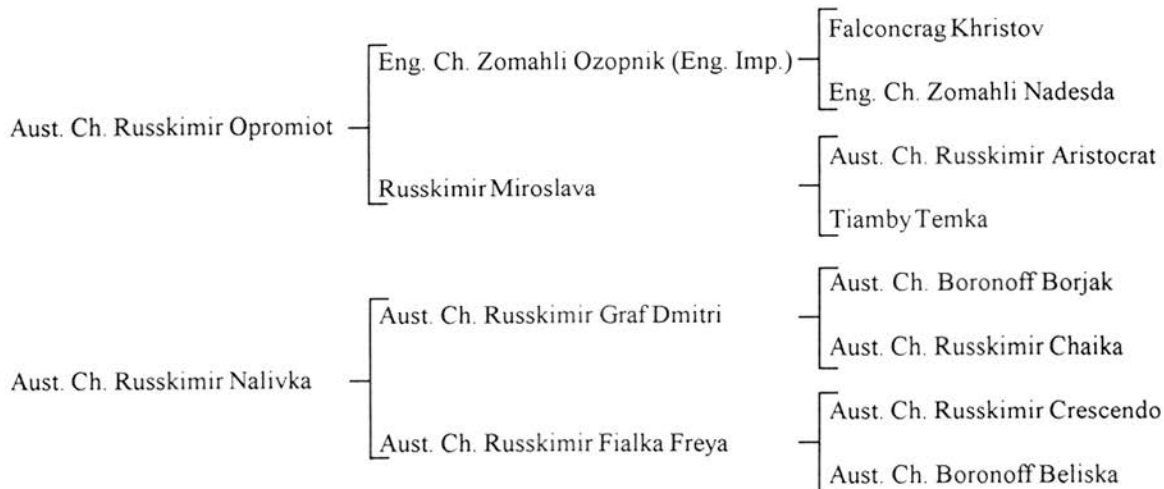 Falconcrag Khristov
Eng. Ch. Zomahli Ozopnik (Eng. Imp.)
Eng. Ch. Zomahli Nadesda
Aust. Ch. Russkimir Opromiot
Aust. Ch. Russkimir Aristocrat
Russkimir Miroslava
Tiamby Temka
Aust. Ch. Boronoff Borjak
Aust. Ch. Russkimir Graf Dmitri
Aust. Ch. Russkimir Chaika
Aust. Ch. Russkimir Nalivka
Aust. Ch. Russkimir Crescendo
Aust. Ch. Russkimir Fialka Freya
Aust. Ch. Boronoff Beliska